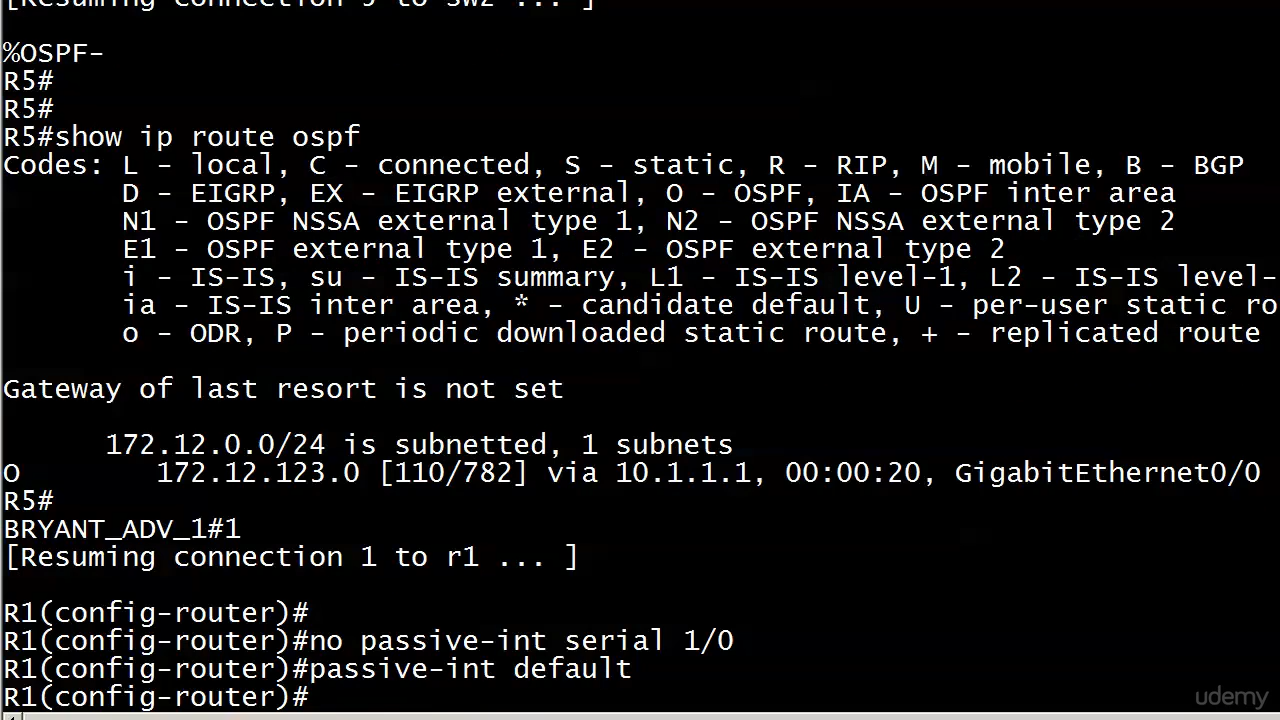 [Resuming connection 5 to sw2 ... ]
%OSPF-
R5#
R5#
R5#show ip route ospf
Codes: L - local, C - connected, S - static, R - RIP, M - mobile, B - BGP
D - EIGRP, EX - EIGRP external, O - OSPF, IA - OSPF inter area
N1 - OSPF NSSA external type 1, N2 - OSPF NSSA external type 2
E1 - OSPF external type 1, E2 - OSPF external type 2
i - IS-IS, su - IS-IS summary, L1 - IS-IS level-1, L2 - IS-IS level-
ia - IS-IS inter area, * - candidate default, U - per-user static ro
o - ODR, P - periodic downloaded static route, + - replicated route
Gateway of last resort is not set
172.12.0.0/24 is subnetted, 1 subnets
O 172.12.123.0 [110/782] via 10.1.1.1, 00:00:20, GigabitEthernet0/0
R5#
BRYANT_ADV_1#1
[Resuming connection 1 to r1 ... ]
R1(config-router)#
R1(config-router)#no passive-int serial 1/0
R1(config-router)#passive-int default
R1(config-router)#
udemy